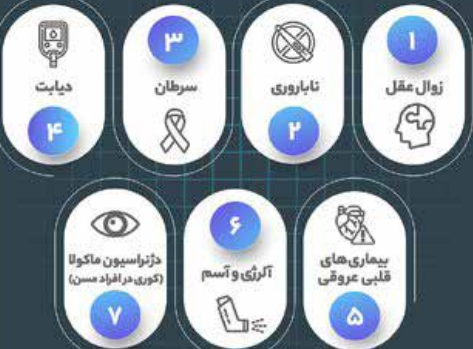 ۱
زوال عقل
ناباروری
۲
۳
سرطان
دیابت
۴
بیماری‌های
قلبی عروقی
۵
۶
آلرژی و آسم
دژنراسیون ماکولا
(کوری در افراد مسن)
۷